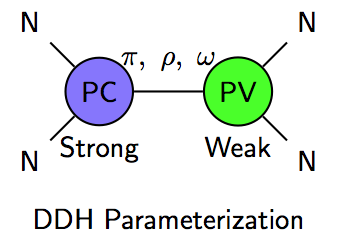 N N
π, ρ, ω
PC PV
Strong Weak
N N
DDH Parameterization